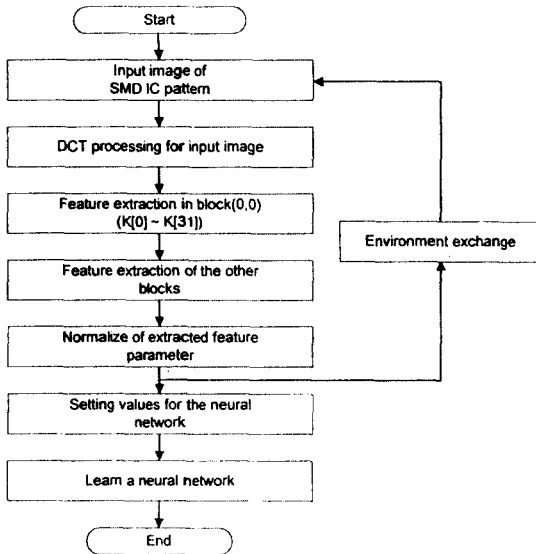 Start
Input image of
SMD IC pattern
DCT processing for input image
Feature extraction in block(0,0)
(K[0] ~ K[31])
Environment exchange
Feature extraction of the other
blocks
Normalize of extracted feature
parameter
Setting values for the neural
network
Learn a neural network
End